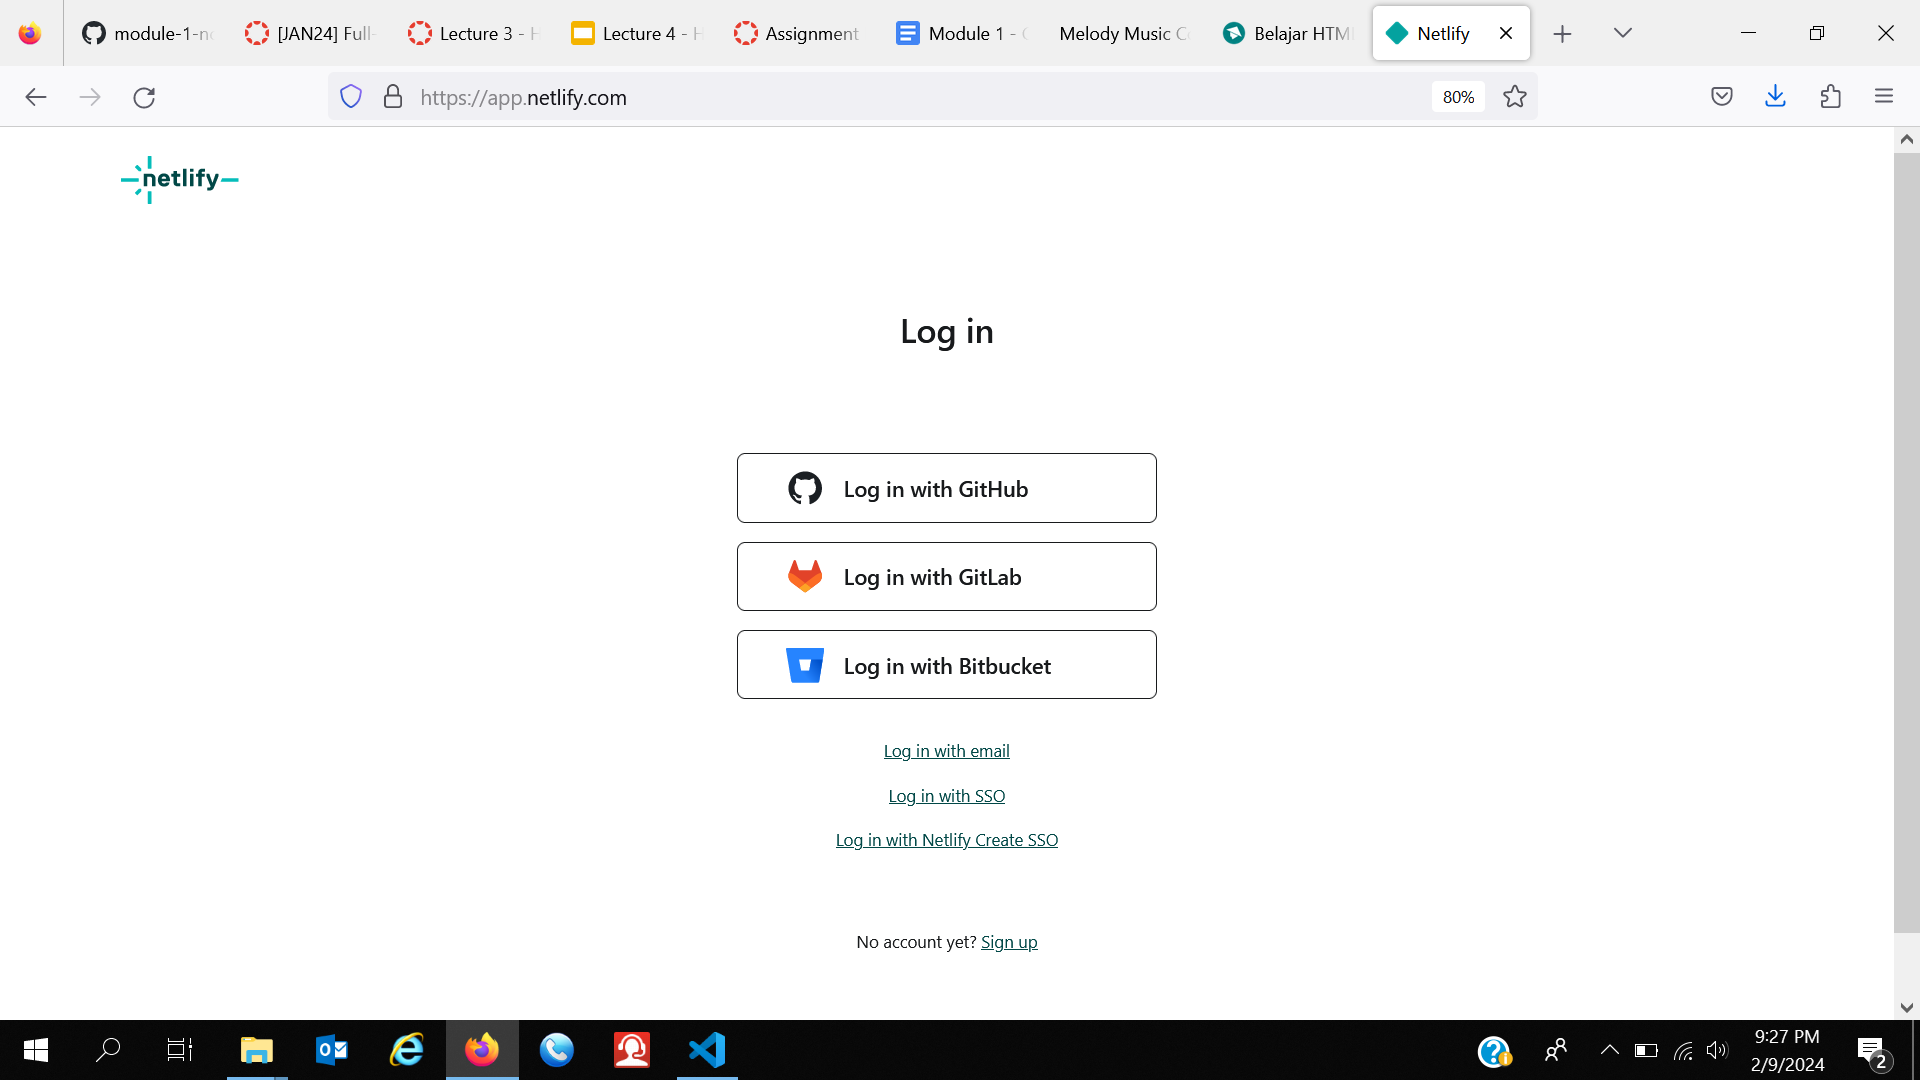 module-1-n
[JAN24] Full-
Lecture 3 - H
Lecture 4 - H
Assignment
Module 1 -
Melody Music C
Belajar HTM
Netlify
https://app.netlify.com
80%
netlify
Log in
Log in with GitHub
Log in with GitLab
Log in with Bitbucket
Log in with email
Log in with SSO
Log in with Netlify Create SSO
No account yet? Sign up
9:27 PM
2/9/2024
2